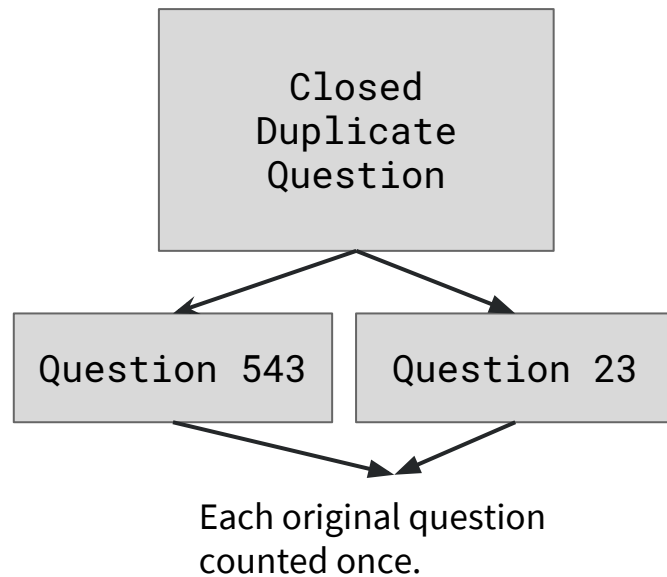 Closed
Duplicate
Question
Question 543
Question 23
Each original question
counted once.